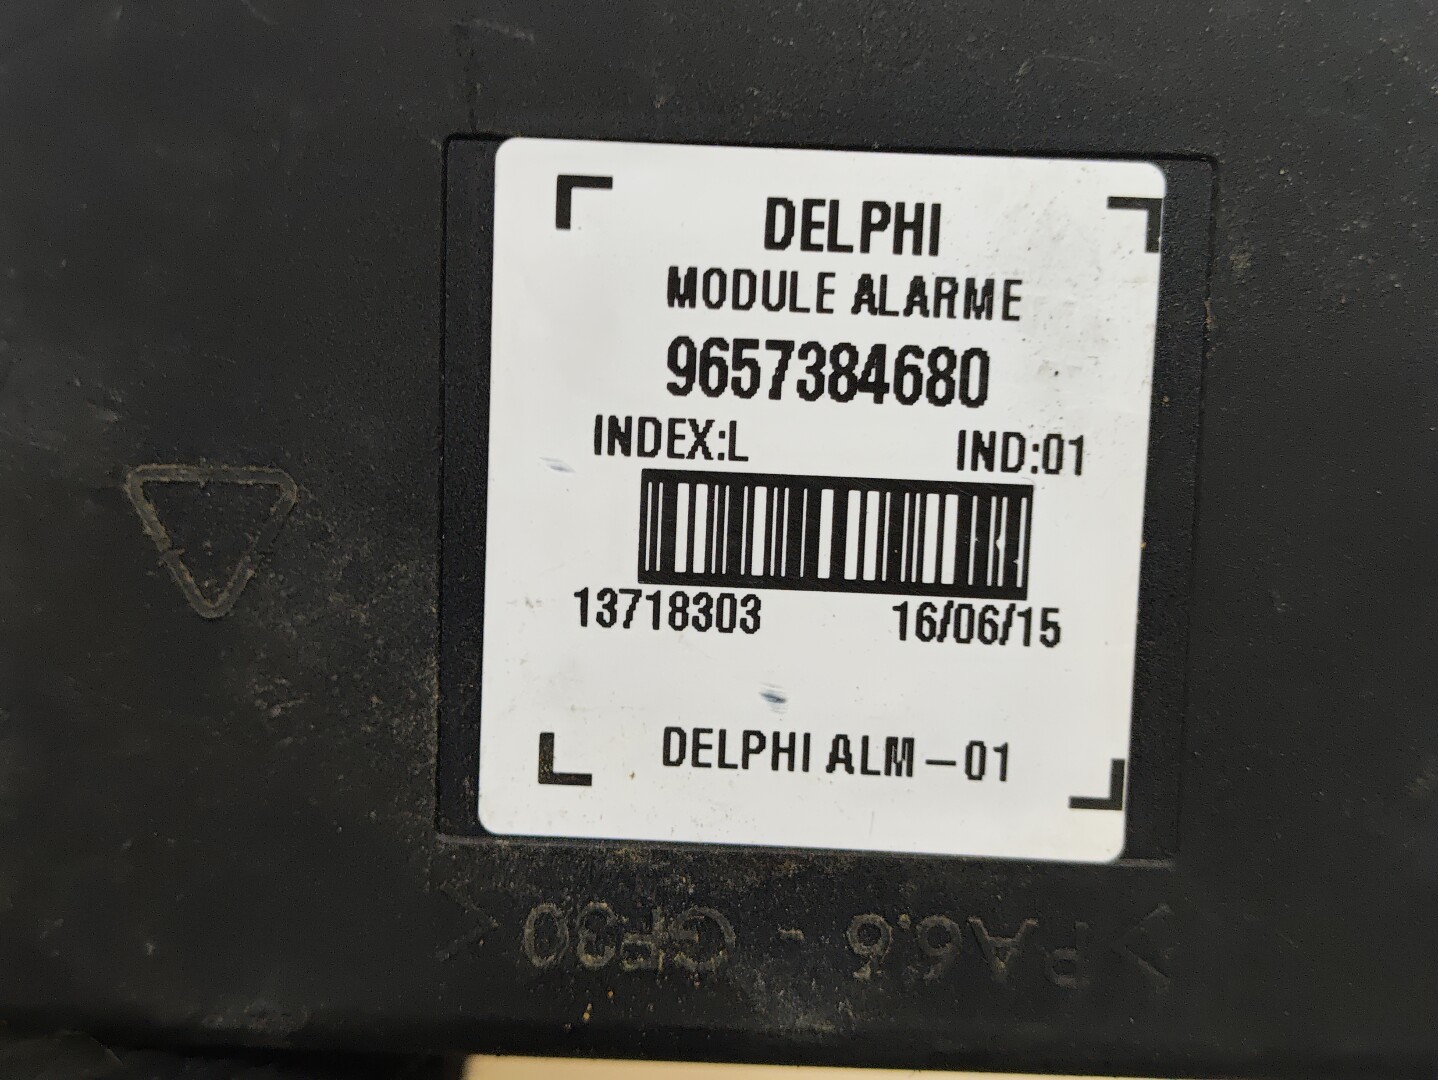 DELPHI
MODULE ALARME
9657384680
INDEX:L IND:01
13718303 16/06/15
DELPHI ALM-01
>PA6.6 - GF30<